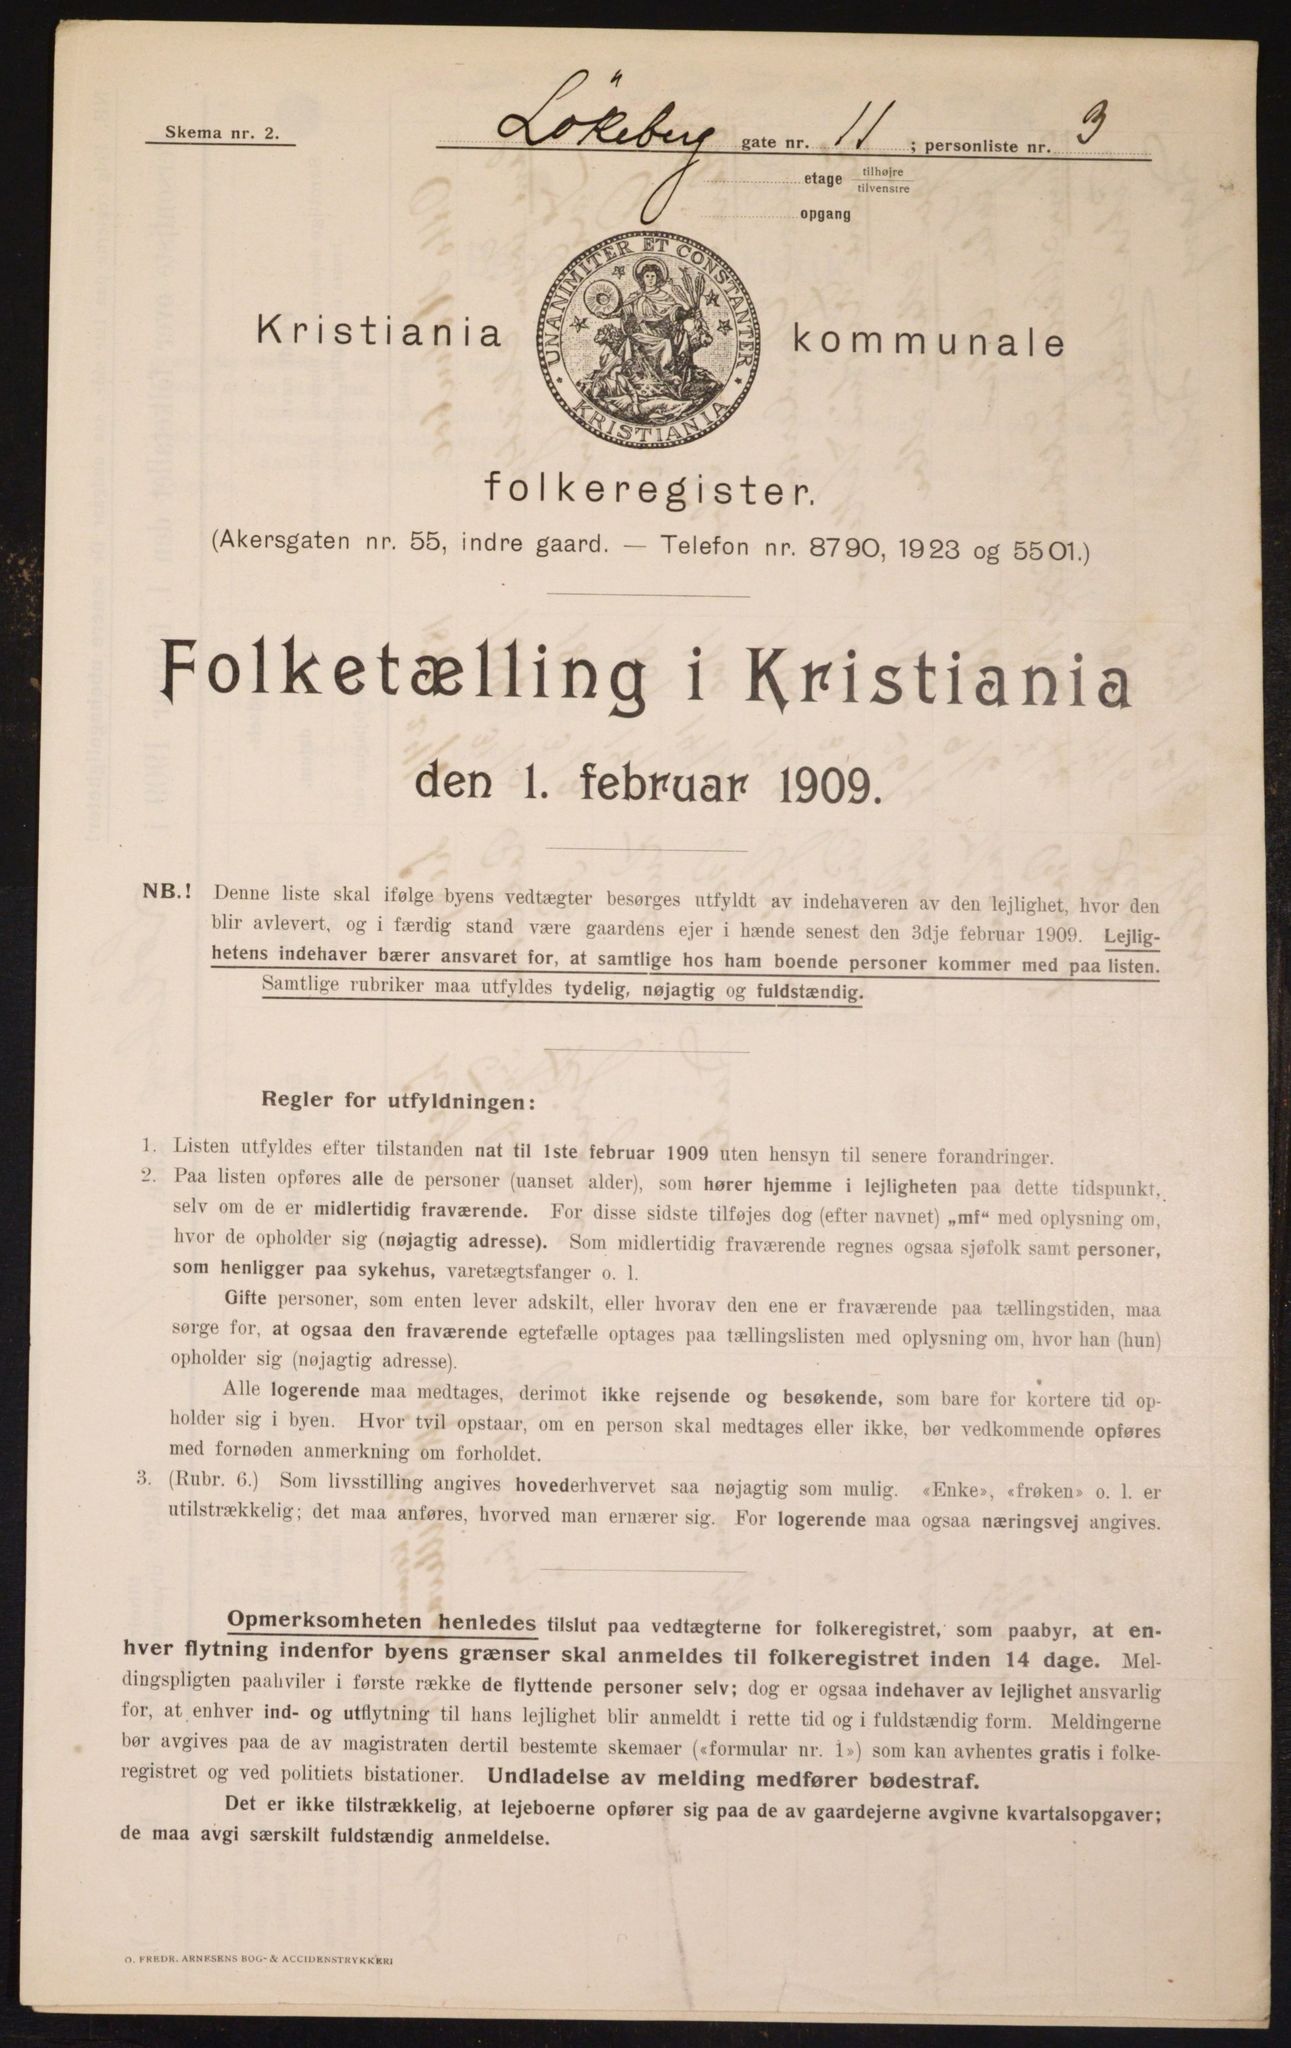 Skema nr. 2.
Lökeberg gate nr. 11 ; personliste nr. 3
etage tilhøjre
tilvenstre
opgang
UNANIMITER ET CONSTANTER
KRISTIANIA
Kristiania kommunale
folkeregister.
(Akersgaten nr. 55, indre gaard. — Telefon nr. 8790, 1923 og 5501.)
Folketælling i Kristiania
den 1. februar 1909.
NB.! Denne liste skal ifølge byens vedtægter besørges utfyldt av indehaveren av den lejlighet, hvor den
blir avlevert, og i færdig stand være gaardens ejer i hænde senest den 3dje februar 1909. Lejlig-
hetens indehaver bærer ansvaret for, at samtlige hos ham boende personer kommer med paa listen.
Samtlige rubriker maa utfyldes tydelig, nøjagtig og fuldstændig.
Regler for utfyldningen:
1. Listen utfyldes efter tilstanden nat til 1ste februar 1909 uten hensyn til senere forandringer.
2. Paa listen opføres alle de personer (uanset alder), som hører hjemme i lejligheten paa dette tidspunkt,
selv om de er midlertidig fraværende. For disse sidste tilføjes dog (efter navnet) „mf“ med oplysning om,
hvor de opholder sig (nøjagtig adresse). Som midlertidig fraværende regnes ogsaa sjøfolk samt personer,
som henligger paa sykehus, varetægtsfanger o. l.
Gifte personer, som enten lever adskilt, eller hvorav den ene er fraværende paa tællingstiden, maa
sørge for, at ogsaa den fraværende egtefælle optages paa tællingslisten med oplysning om, hvor han (hun)
opholder sig (nøjagtig adresse).
Alle logerende maa medtages, derimot ikke rejsende og besøkende, som bare for kortere tid op-
holder sig i byen. Hvor tvil opstaar, om en person skal medtages eller ikke, bør vedkommende opføres
med fornøden anmerkning om forholdet.
3. (Rubr. 6.) Som livsstilling angives hovederhvervet saa nøjagtig som mulig. «Enke», «frøken» o. l. er
utilstrækkelig; det maa anføres, hvorved man ernærer sig. For logerende maa ogsaa næringsvej angives.
Opmerksomheten henledes tilslut paa vedtægterne for folkeregistret, som paabyr, at en-
hver flytning indenfor byens grænser skal anmeldes til folkeregistret inden 14 dage. Mel-
dingspligten paahviler i første række de flyttende personer selv; dog er ogsaa indehaver av lejlighet ansvarlig
for, at enhver ind- og utflytning til hans lejlighet blir anmeldt i rette tid og i fuldstændig form. Meldingerne
bør avgives paa de av magistraten dertil bestemte skemaer («formular nr. 1») som kan avhentes gratis i folke-
registret og ved politiets bistationer. Undladelse av melding medfører bødestraf.
Det er ikke tilstrækkelig, at lejeboerne opfører sig paa de av gaardejerne avgivne kvartalsopgaver;
de maa avgi særskilt fuldstændig anmeldelse.
O. FREDR. ARNESENS BOG- & ACCIDENSTRYKKERI